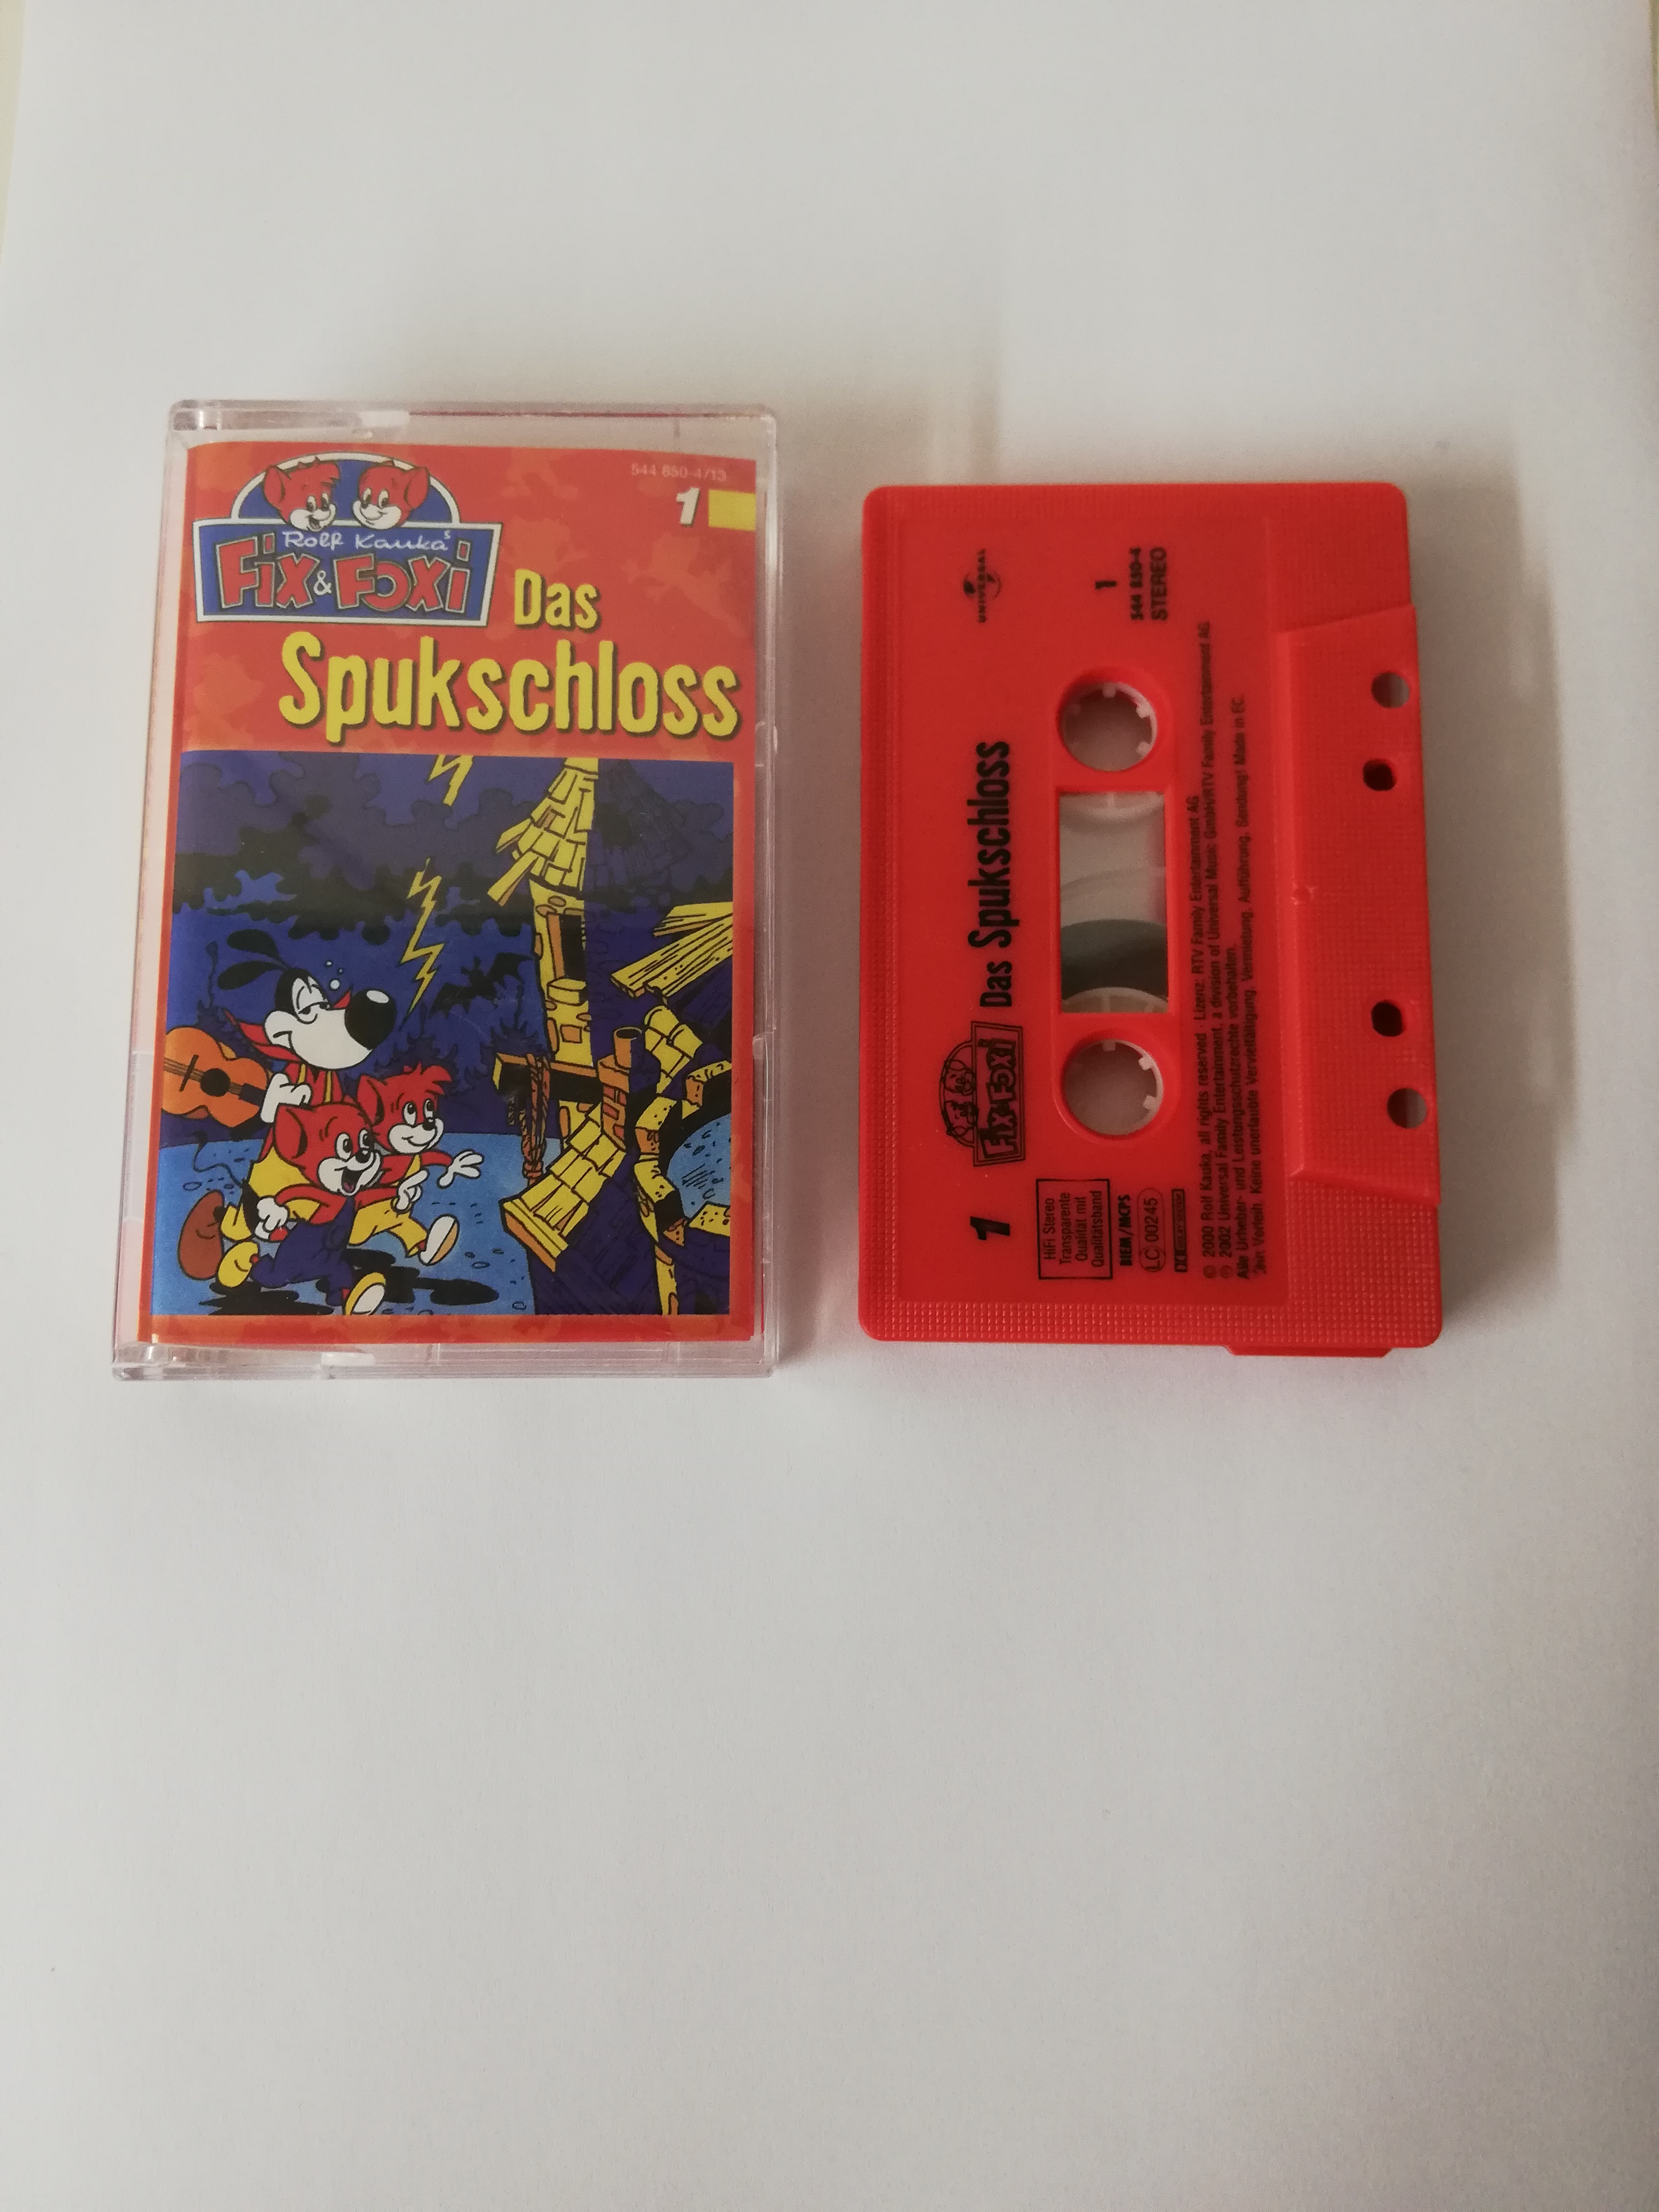 544 850-4/13
1
Rolf Kauka's
Fix & Foxi
Das
Spukschloss
1
Fix & Foxi
Das Spukschloss
UNIVERSAL
HiFi Stereo
Transparente
Qualität mit
Qualitätsband
BIEM/MCPS
LC 00245
1
544 850-4
STEREO
℗ 2000 Rolf Kauka, all rights reserved · Lizenz: RTV Family Entertainment AG
℗ 2002 Universal Family Entertainment, a division of Universal Music GmbH/RTV Family Entertainment AG
Alle Urheber- und Leistungsschutzrechte vorbehalten.
Kein Verleih. Keine unerlaubte Vervielfältigung, Vermietung, Aufführung, Sendung! Made in EC.